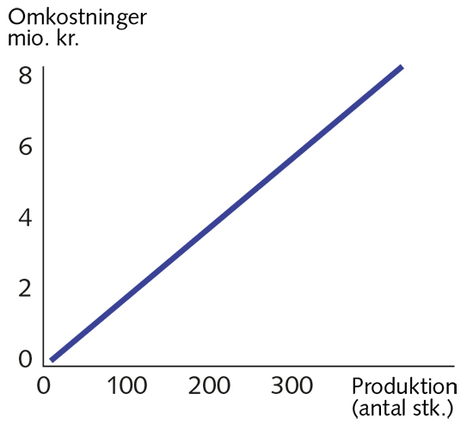 Omkostninger
mio. kr.
8
6
4
2
0
0 100 200 300 Produktion
(antal stk.)